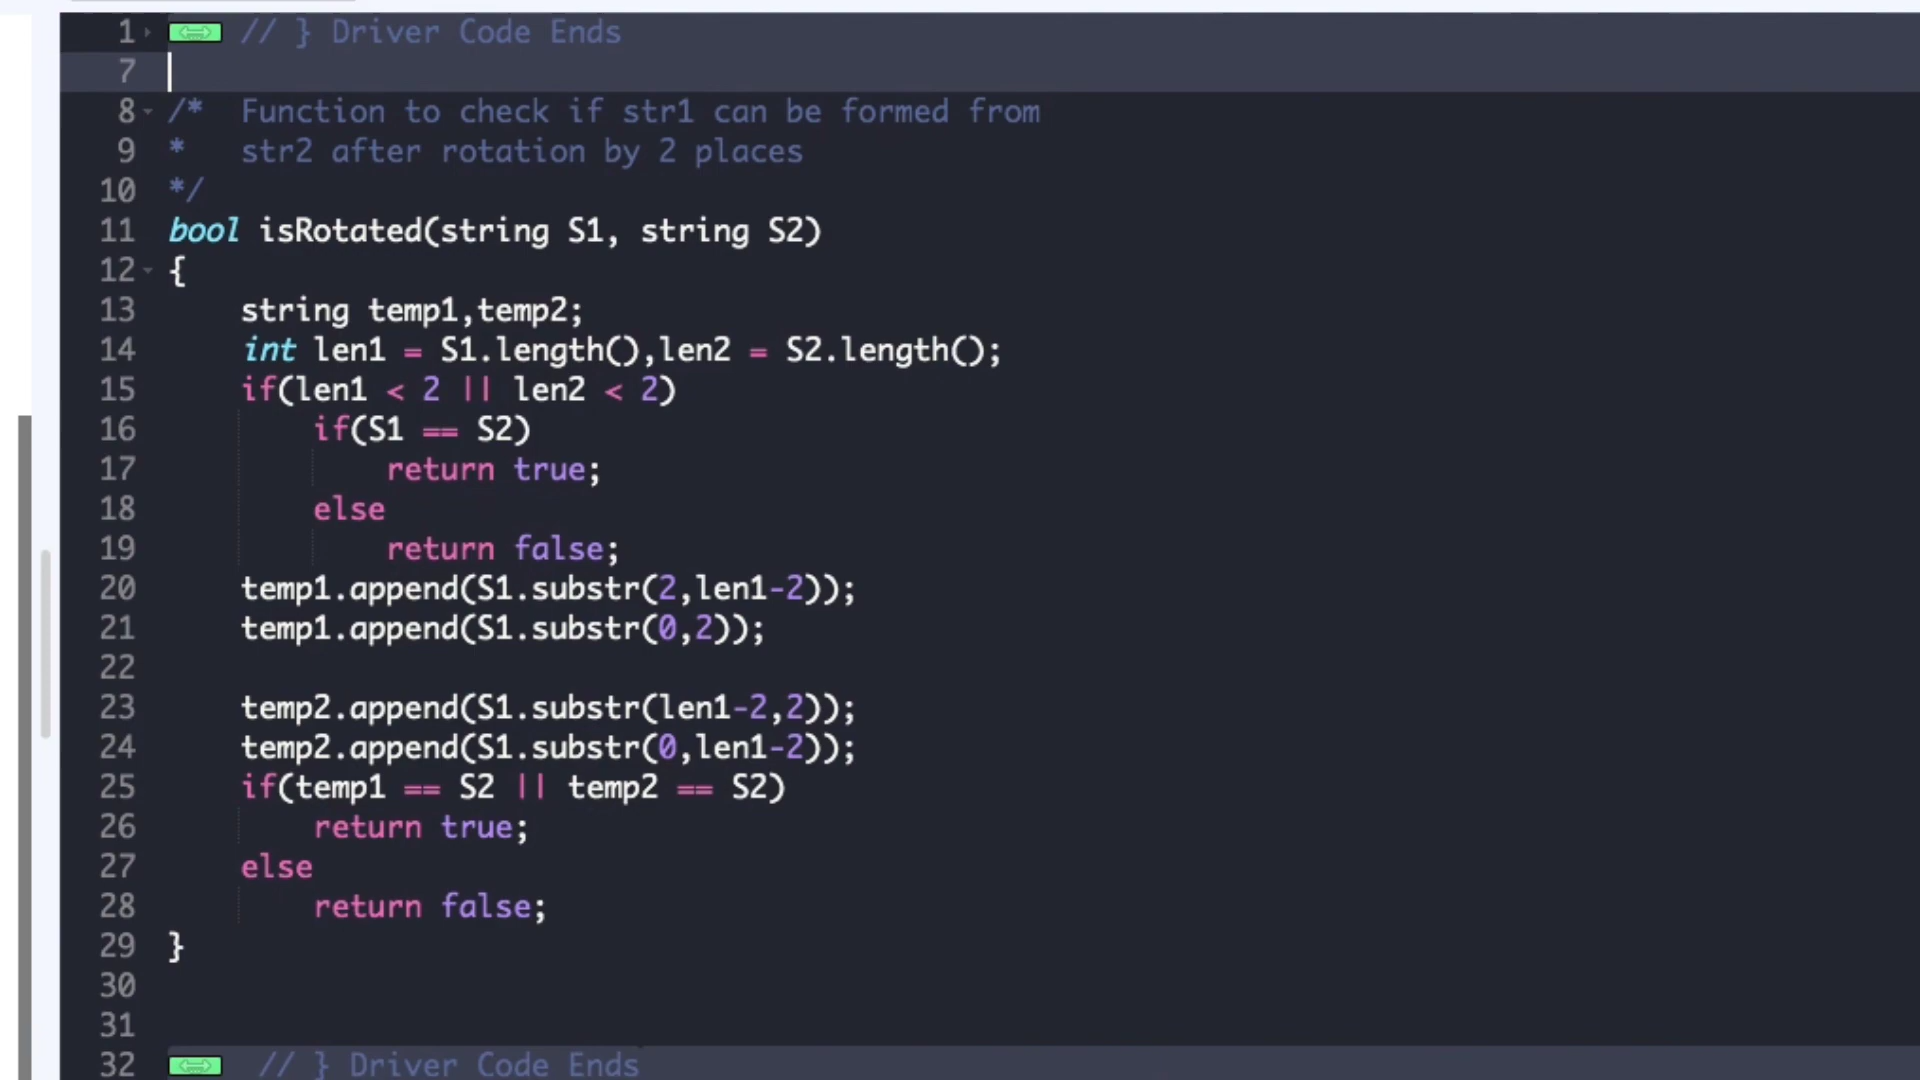 1 // } Driver Code Ends
7
8 /*  Function to check if str1 can be formed from
9 *   str2 after rotation by 2 places
10 */
11 bool isRotated(string S1, string S2)
12 {
13     string temp1,temp2;
14     int len1 = S1.length(),len2 = S2.length();
15     if(len1 < 2 || len2 < 2)
16         if(S1 == S2)
17             return true;
18         else
19             return false;
20     temp1.append(S1.substr(2,len1-2));
21     temp1.append(S1.substr(0,2));
22
23     temp2.append(S1.substr(len1-2,2));
24     temp2.append(S1.substr(0,len1-2));
25     if(temp1 == S2 || temp2 == S2)
26         return true;
27     else
28         return false;
29 }
30
31
32 // } Driver Code Ends